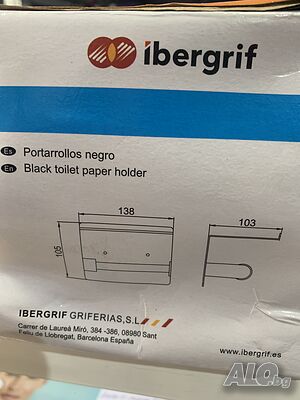 ibergrif
Es Portarrollos negro
En Black toilet paper holder
138
103
105
IBERGRIF GRIFERIAS,S.L
Carrer de Laureà Miró, 384 -386, 08980 Sant
Feliu de Llobregat, Barcelona España
www.ibergrif.es
ALO.bg